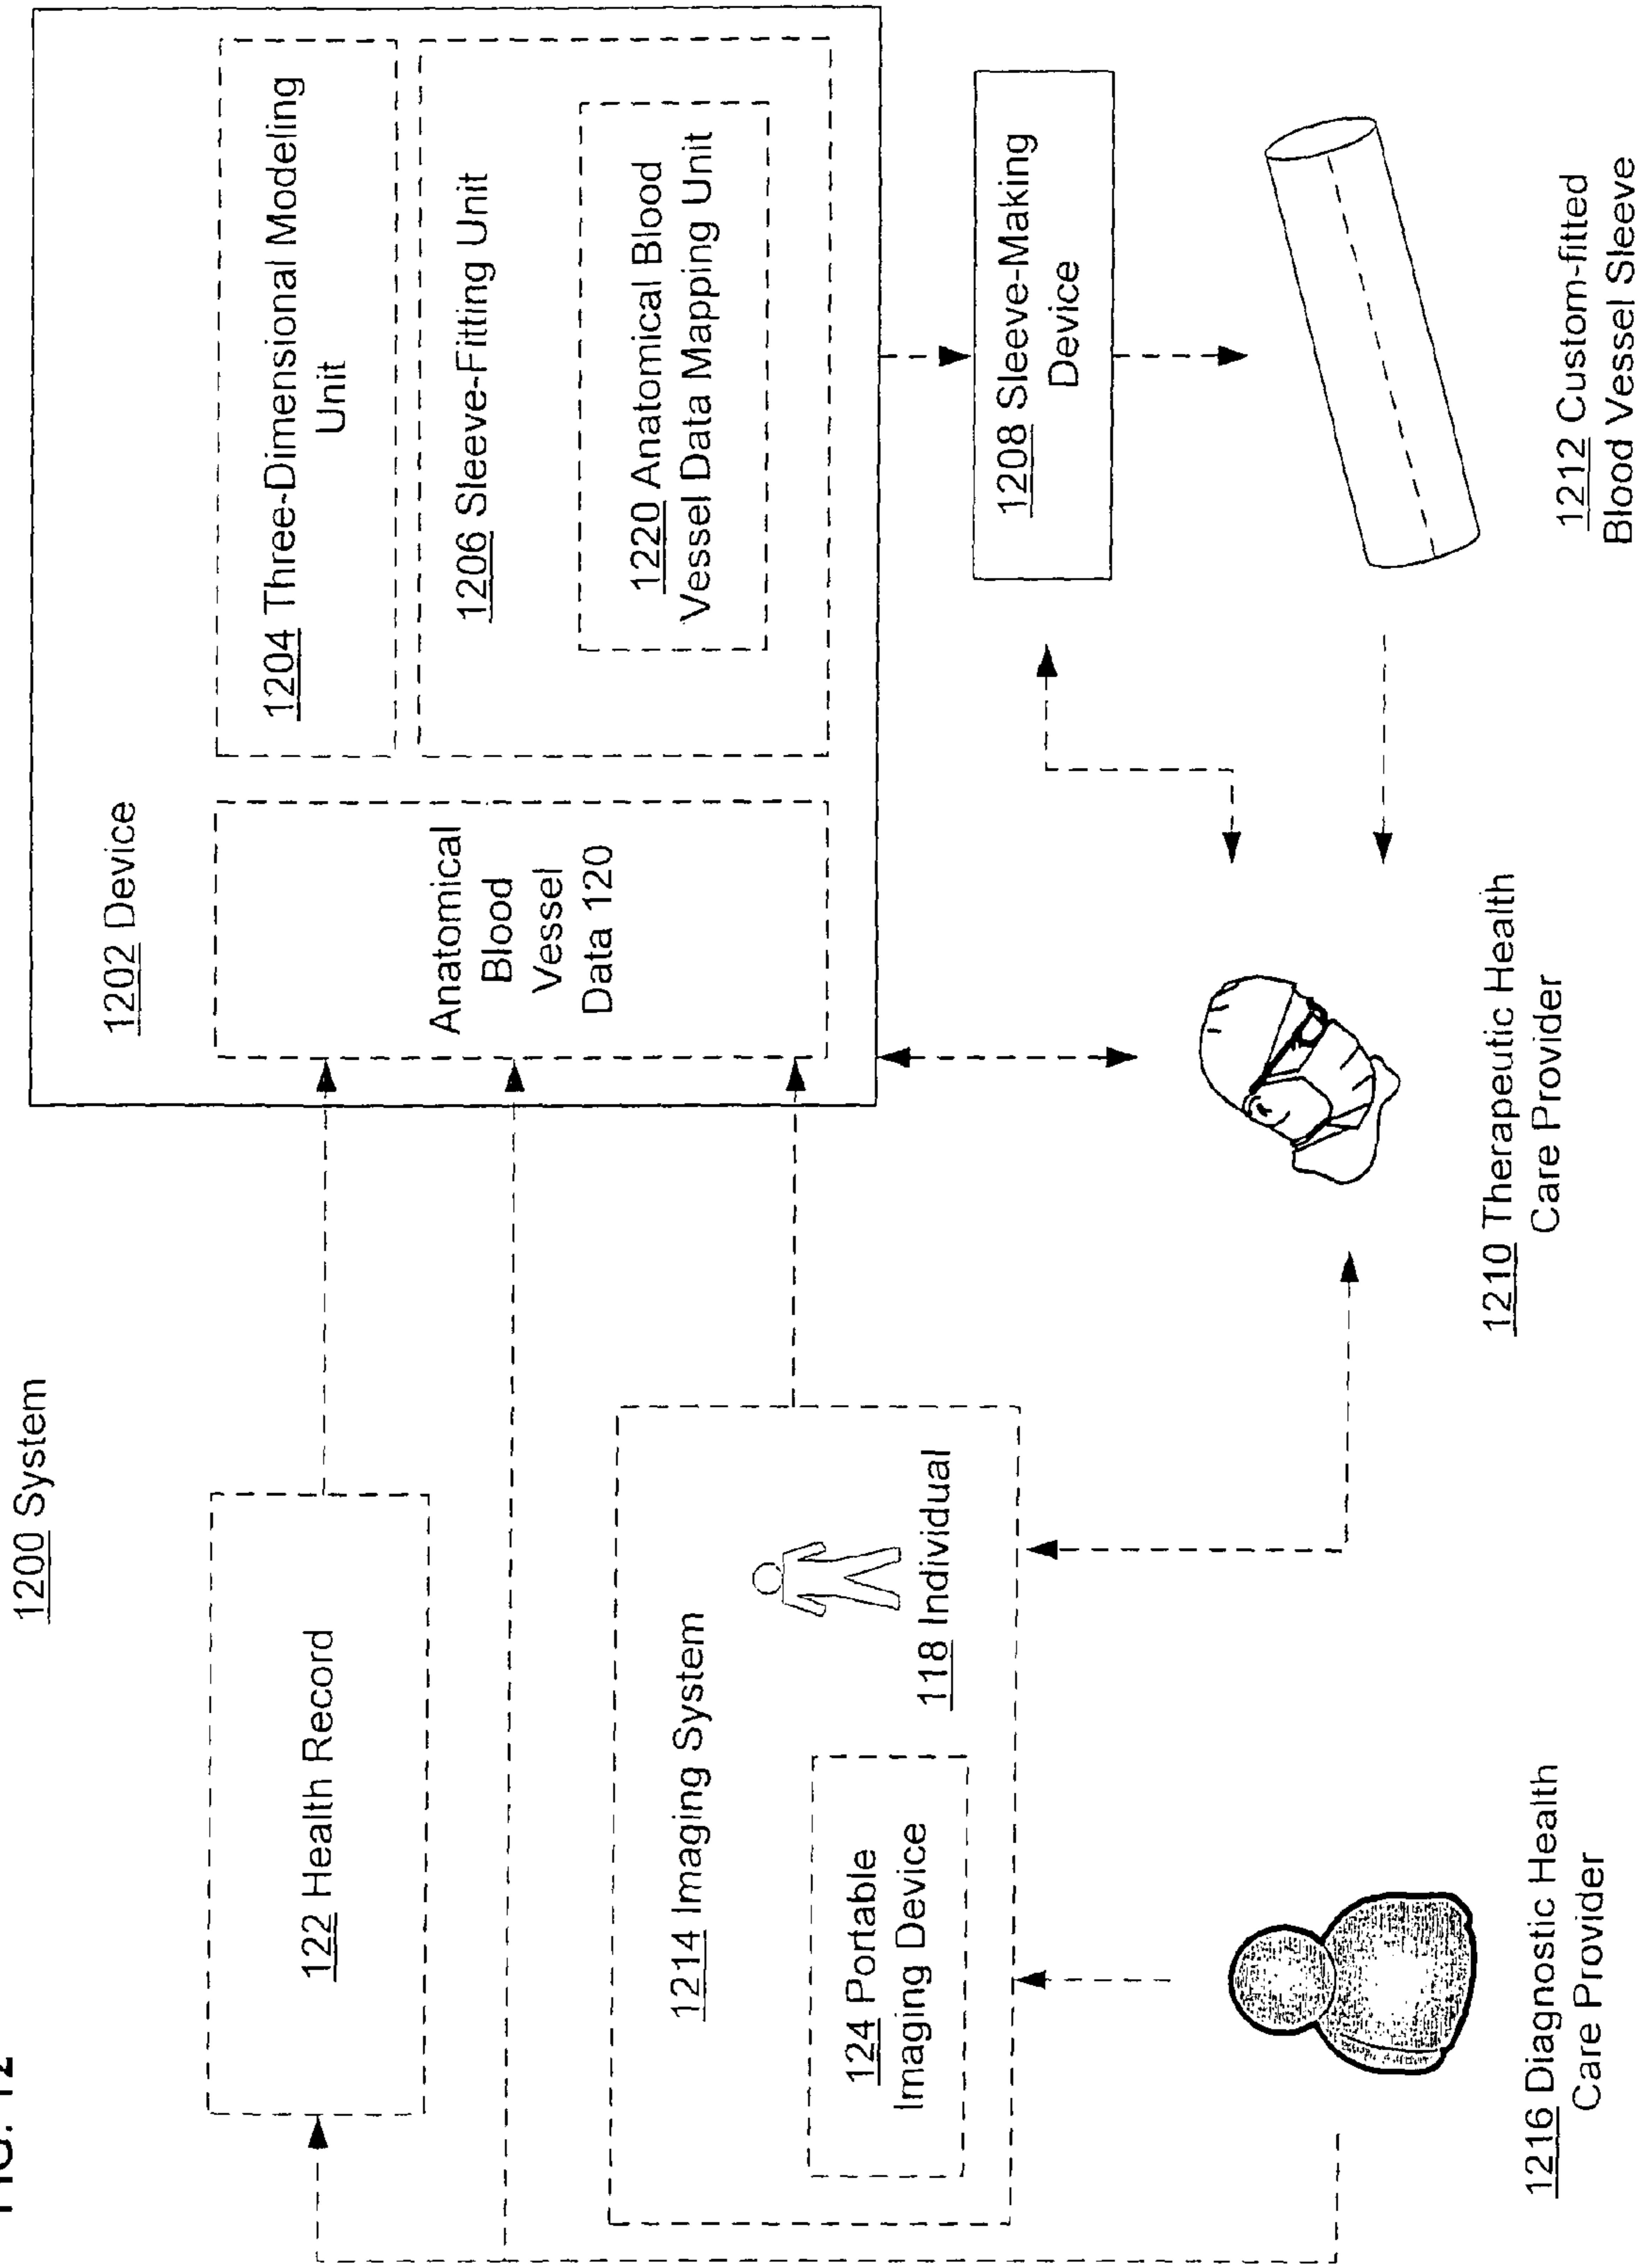 FIG. 12
1200 System
1202 Device
122 Health Record
Anatomical
Blood
Vessel
Data 120
1204 Three-Dimensional Modeling
Unit
1206 Sleeve-Fitting Unit
1220 Anatomical Blood
Vessel Data Mapping Unit
1214 Imaging System
124 Portable
Imaging Device
118 Individual
1208 Sleeve-Making
Device
1216 Diagnostic Health
Care Provider
1210 Therapeutic Health
Care Provider
1212 Custom-fitted
Blood Vessel Sleeve